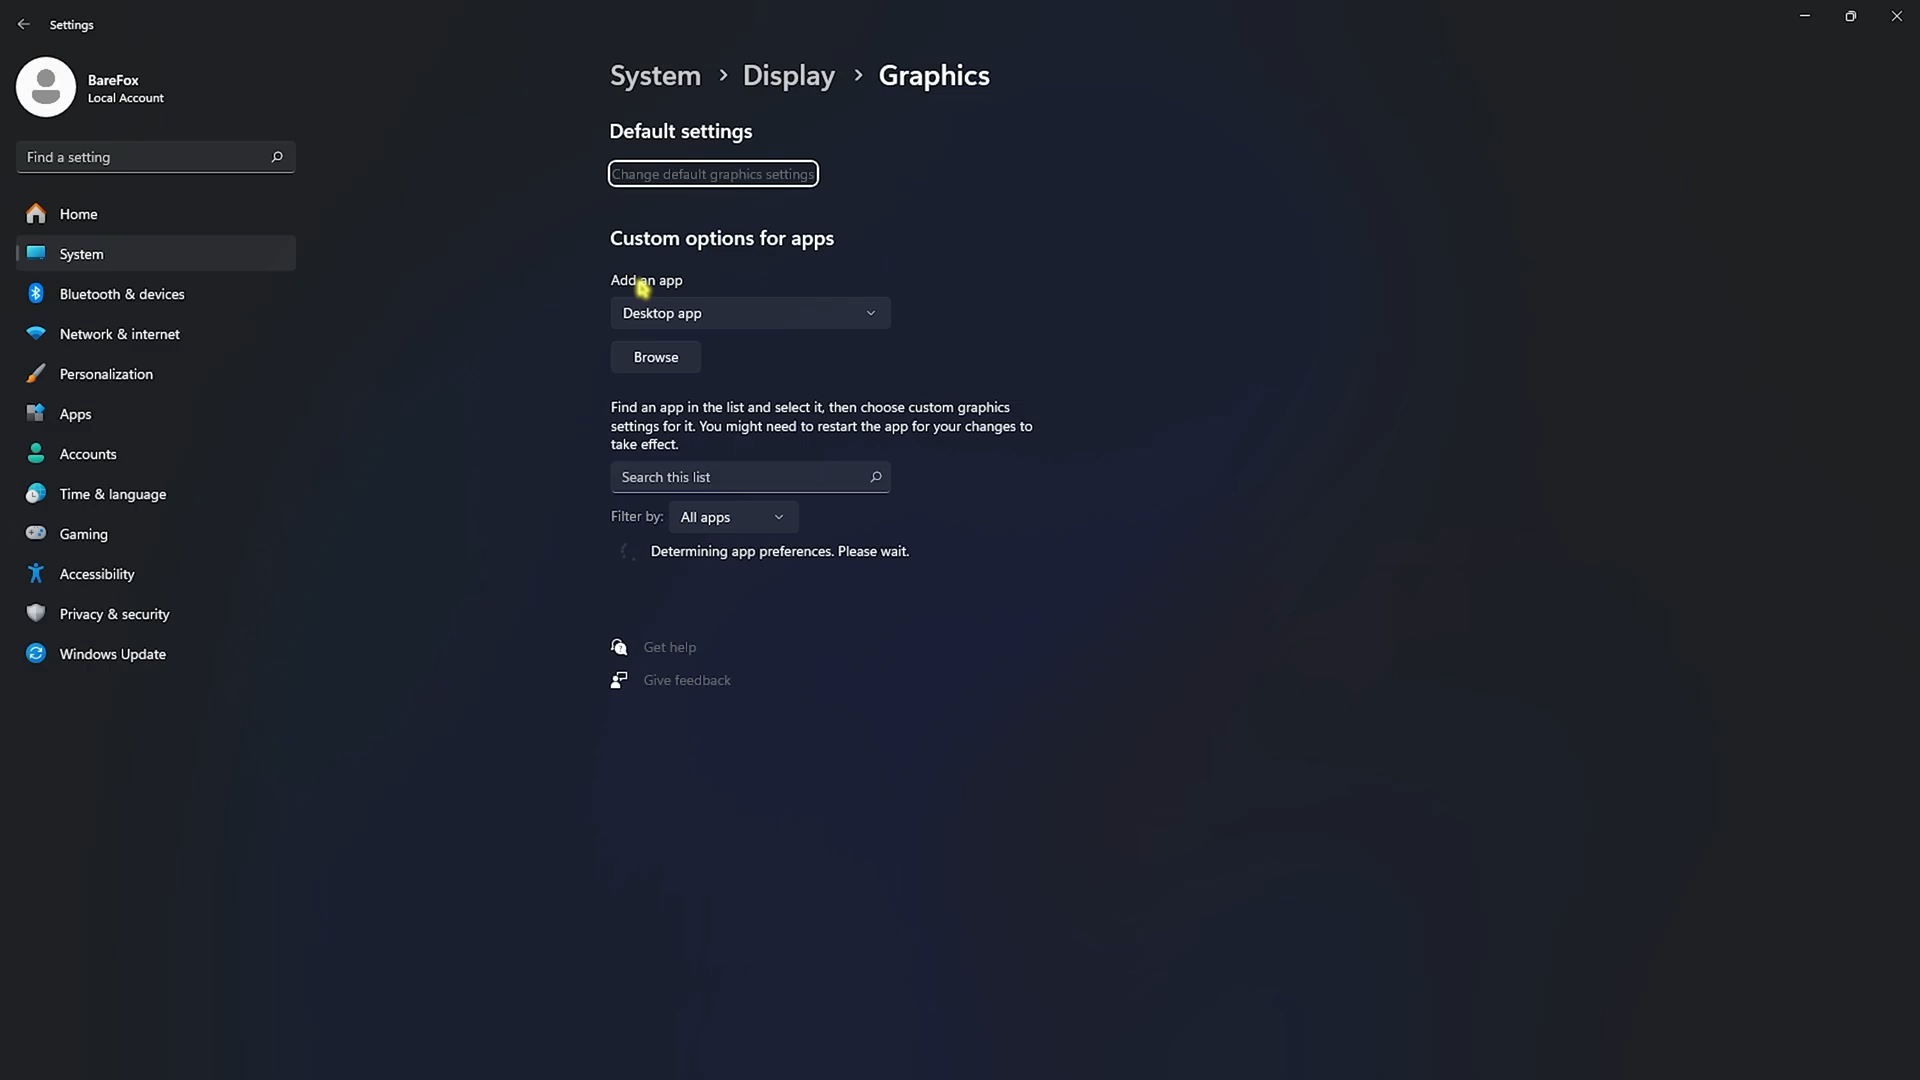 Settings
BareFox
Local Account
Find a setting
Home
System
Bluetooth & devices
Network & internet
Personalization
Apps
Accounts
Time & language
Gaming
Accessibility
Privacy & security
Windows Update
System > Display > Graphics
Default settings
Change default graphics settings
Custom options for apps
Add an app
Desktop app
Browse
Find an app in the list and select it, then choose custom graphics
settings for it. You might need to restart the app for your changes to
take effect.
Search this list
Filter by: All apps
Determining app preferences. Please wait.
Get help
Give feedback